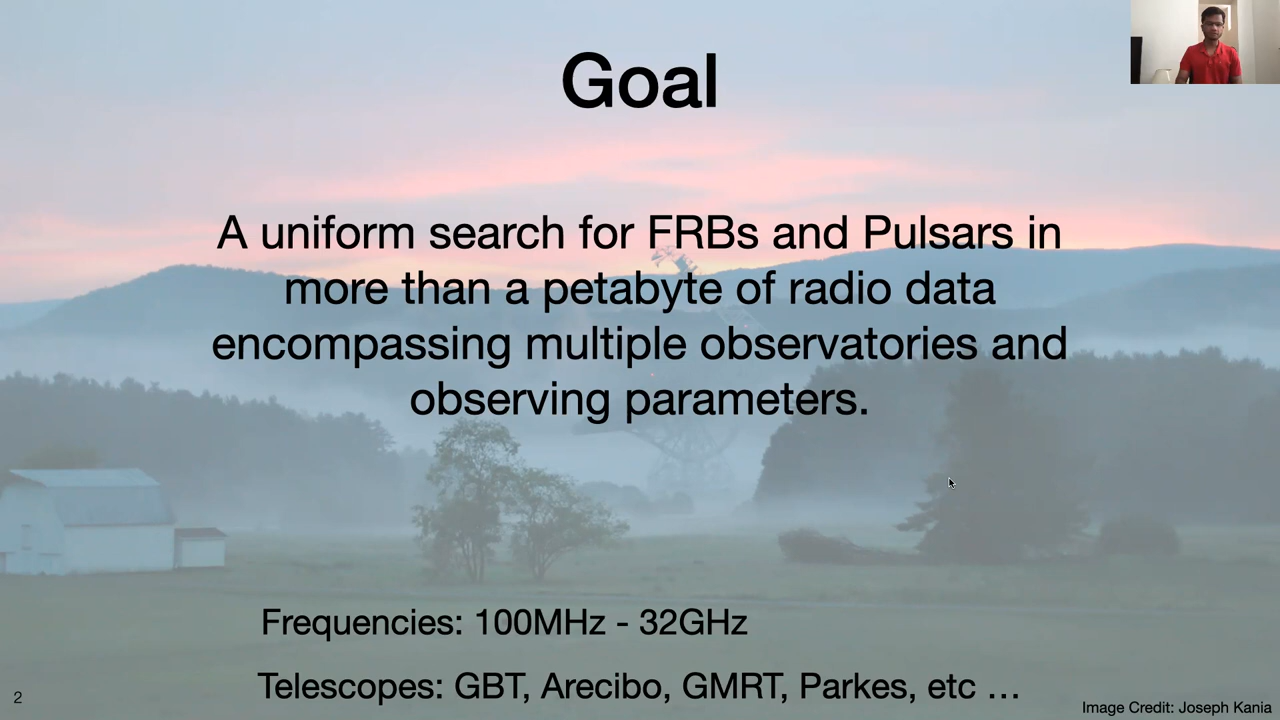 Goal
A uniform search for FRBs and Pulsars in
more than a petabyte of radio data
encompassing multiple observatories and
observing parameters.
Frequencies: 100MHz - 32GHz
Telescopes: GBT, Arecibo, GMRT, Parkes, etc ...
2
Image Credit: Joseph Kania